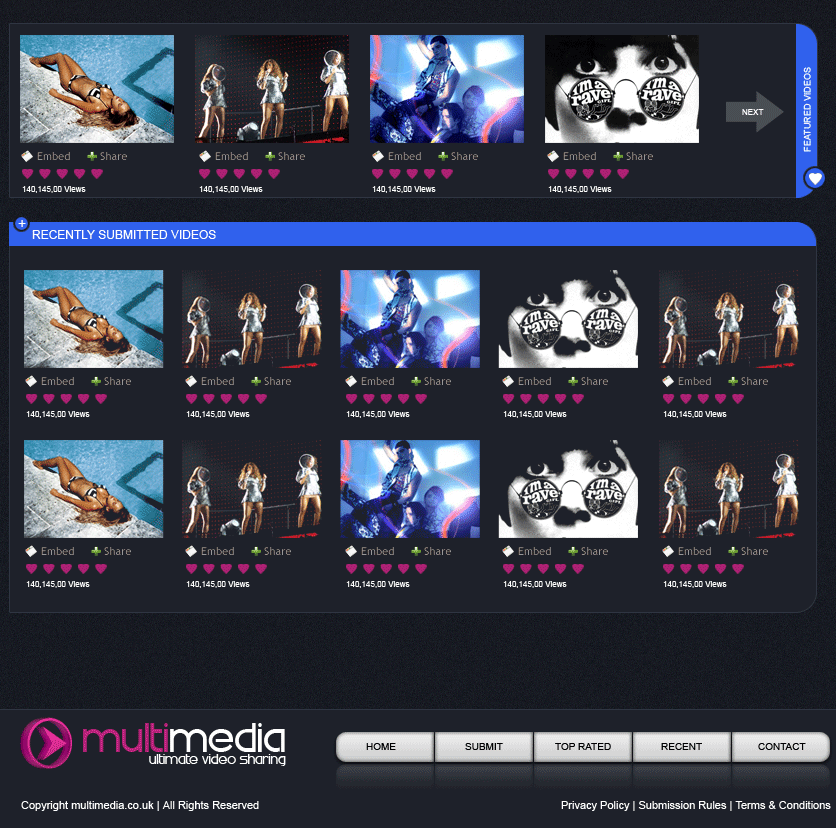 i'm a
rave
GIRL
i'm a
rave
NEXT
FEATURED VIDEOS
Embed Share
Embed Share
Embed Share
Embed Share
140,145,00 Views
140,145,00 Views
140,145,00 Views
140,145,00 Views
RECENTLY SUBMITTED VIDEOS
i'm a
rave
i'm a
rave
Embed Share
Embed Share
Embed Share
Embed Share
Embed Share
140,145,00 Views
140,145,00 Views
140,145,00 Views
140,145,00 Views
140,145,00 Views
i'm a
rave
i'm a
rave
Embed Share
Embed Share
Embed Share
Embed Share
Embed Share
140,145,00 Views
140,145,00 Views
140,145,00 Views
140,145,00 Views
140,145,00 Views
multimedia
ultimate video sharing
HOME SUBMIT TOP RATED RECENT CONTACT
Copyright multimedia.co.uk | All Rights Reserved
Privacy Policy | Submission Rules | Terms & Conditions